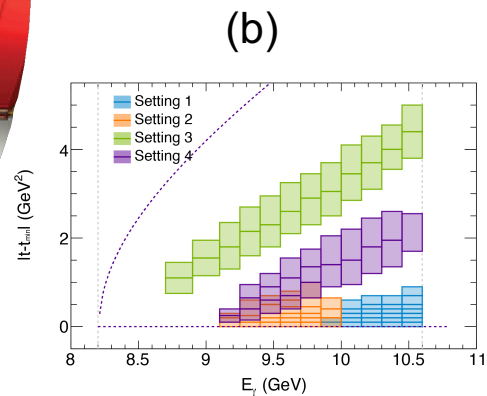 (b)
Setting 1
Setting 2
Setting 3
Setting 4
|t-tₘᵢₙ| (GeV²)
4
2
0
8 8.5 9 9.5 10 10.5 11
Eᵧ (GeV)